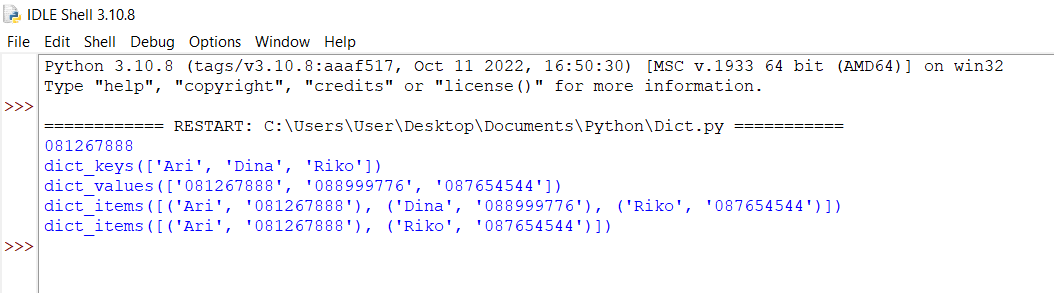 IDLE Shell 3.10.8
File Edit Shell Debug Options Window Help
Python 3.10.8 (tags/v3.10.8:aaaf517, Oct 11 2022, 16:50:30) [MSC v.1933 64 bit (AMD64)] on win32
Type "help", "copyright", "credits" or "license()" for more information.
>>>
============ RESTART: C:\Users\User\Desktop\Documents\Python\Dict.py ===========
081267888
dict_keys(['Ari', 'Dina', 'Riko'])
dict_values(['081267888', '088999776', '087654544'])
dict_items([('Ari', '081267888'), ('Dina', '088999776'), ('Riko', '087654544')])
dict_items([('Ari', '081267888'), ('Riko', '087654544')])
>>>